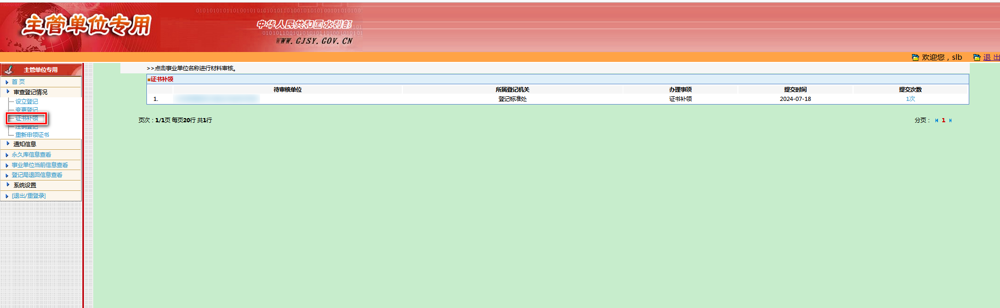 0101010101101001010101010101101001010010101010100
主管单位专用
中华人民共和国水利部
WWW.GJSY.GOV.CN
欢迎您，slb 退 出
主管单位专用
首 页
审查登记情况
设立登记
变更登记
证书补领
注销登记
重新申领证书
通知信息
永久库信息查看
事业单位当前信息查看
登记局退回信息查看
系统设置
[退出/重登录]
>>点击事业单位名称进行材料审核。
证书补领
待审核单位 所属登记机关 办理事项 提交时间 提交次数
1. 登记标准处 证书补领 2024-07-18 1次
页次：1/1页 每页20行 共1行 分页： 1